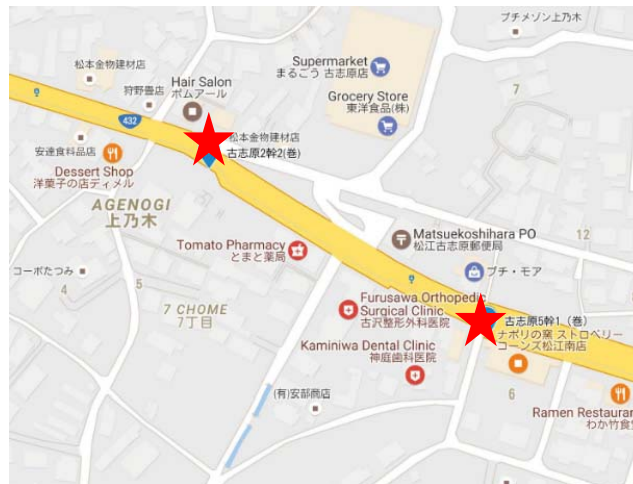 プチメゾン上乃木
松本金物建材店
Supermarket
まるごう 古志原店
Hair Salon
ポムアール
狩野畳店
Grocery Store
東洋食品(株)
7
432
松本金物建材店
古志原2幹2(巻)
安達食料品店
Dessert Shop
洋菓子の店ティメル
AGENOGI
上乃木
Matsuekoshihara PO
松江古志原郵便局
12
Tomato Pharmacy
とまと薬局
コーポたつみ
4
5
プチ・モア
7 CHOME
7丁目
Furusawa Orthopedic
Surgical Clinic
古沢整形外科医院
古志原5幹1（巻）
ナポリの窯 ストロベリー
コーンズ松江南店
Kaminiwa Dental Clinic
神庭歯科医院
(有)安部商店
6
Ramen Restaurant
わか竹食堂